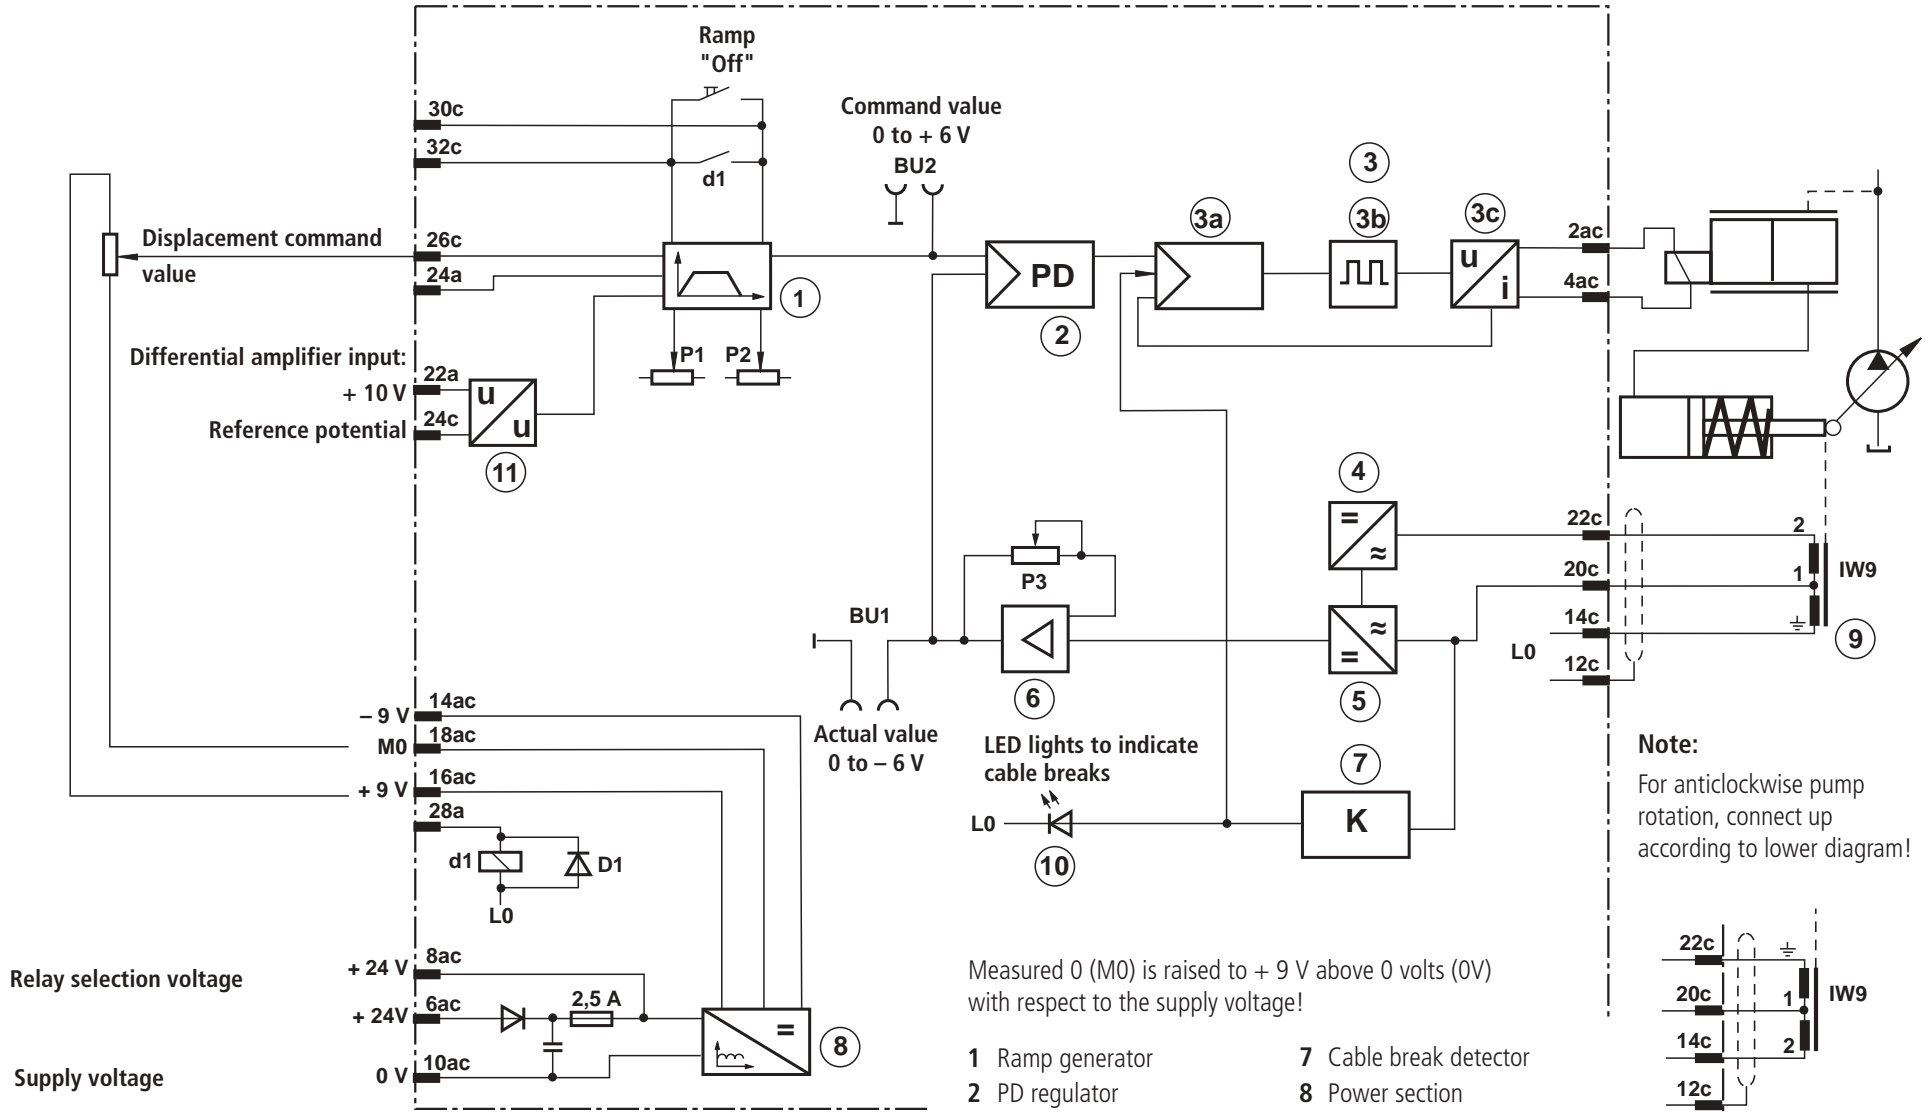 Ramp
"Off"
30c
32c
d1
Command value
0 to + 6 V
BU2
3
3a
3b
3c
2ac
4ac
u
i
PD
2
Displacement command
value
26c
24a
1
P1
P2
Differential amplifier input:
+ 10 V
22a
Reference potential
24c
u
u
11
4
=
≈
22c
2
20c
1
IW9
14c
L0
12c
9
P3
BU1
≈
=
6
5
Actual value
0 to – 6 V
– 9 V
14ac
M0
18ac
+ 9 V
16ac
28a
d1
D1
L0
LED lights to indicate
cable breaks
L0
10
7
K
Note:
For anticlockwise pump
rotation, connect up
according to lower diagram!
Relay selection voltage
+ 24 V
8ac
+ 24V
6ac
2,5 A
=
8
Supply voltage
0 V
10ac
Measured 0 (M0) is raised to + 9 V above 0 volts (0V)
with respect to the supply voltage!
1 Ramp generator
2 PD regulator
7 Cable break detector
8 Power section
22c
20c
1
IW9
14c
2
12c